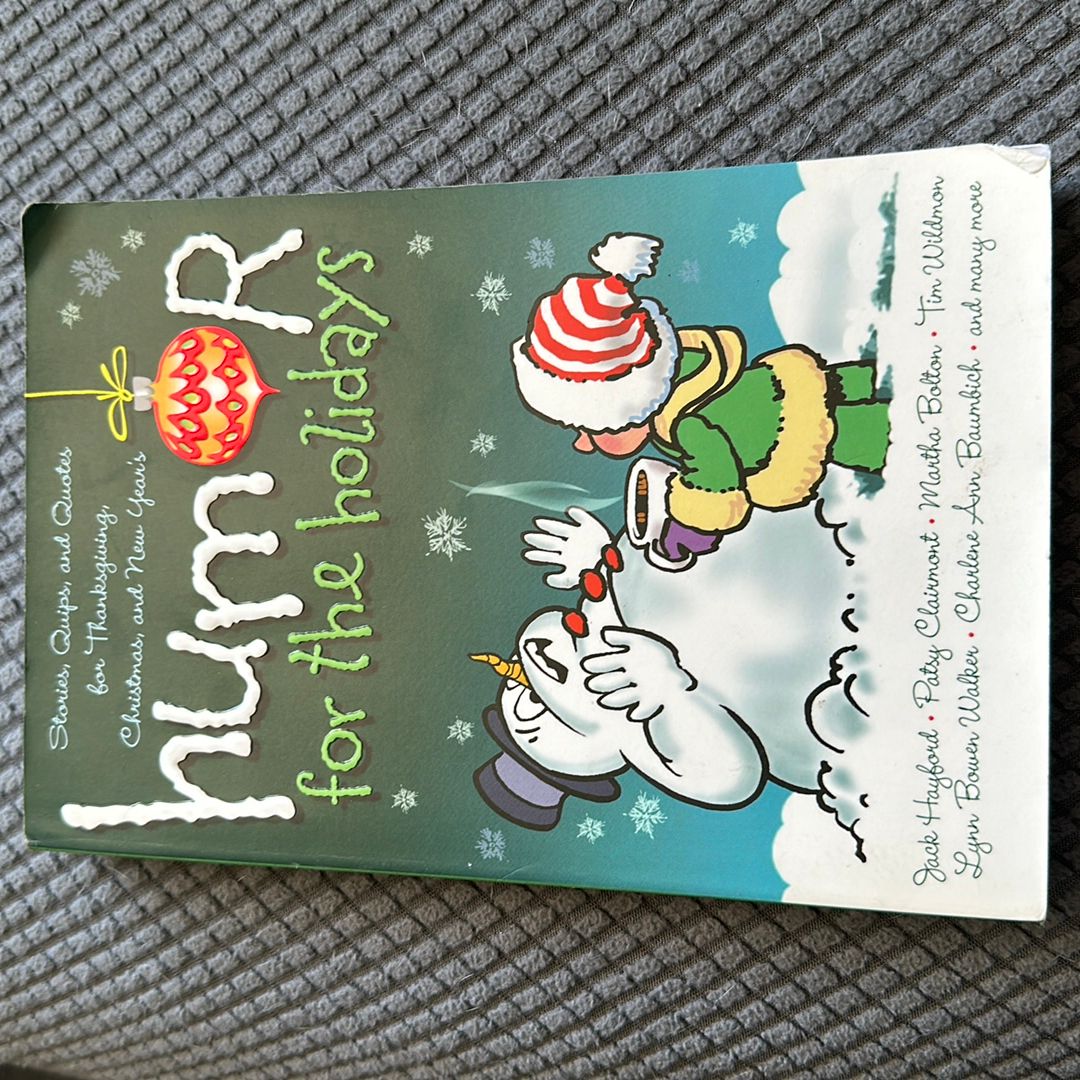 Stories, Quips, and Quotes
for Thanksgiving,
Christmas, and New Year's
humoR
for the holidays
Jack Hayford • Patsy Clairmont • Martha Bolton • Tim Wildmon
Lynn Bowen Walker • Charlene Ann Baumbich • and many more